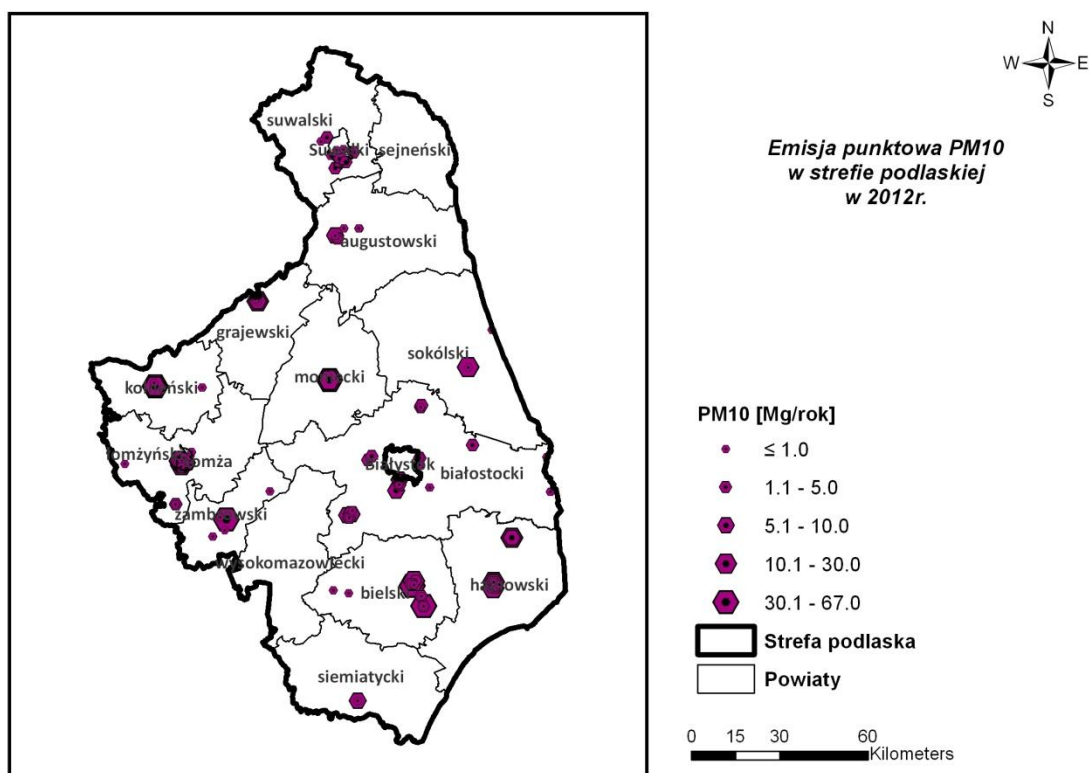 N
W E
S
Emisja punktowa PM10
w strefie podlaskiej
w 2012r.
suwalski
Suwałki
sejneński
augustowski
grajewski
sokólski
moniecki
kolneński
łomżyński
Łomża
Białystok
białostocki
zambrowski
wysokomazowiecki
bielski
hajnowski
siemiatycki
PM10 [Mg/rok]
≤ 1.0
1.1 - 5.0
5.1 - 10.0
10.1 - 30.0
30.1 - 67.0
Strefa podlaska
Powiaty
0 15 30 60
Kilometers